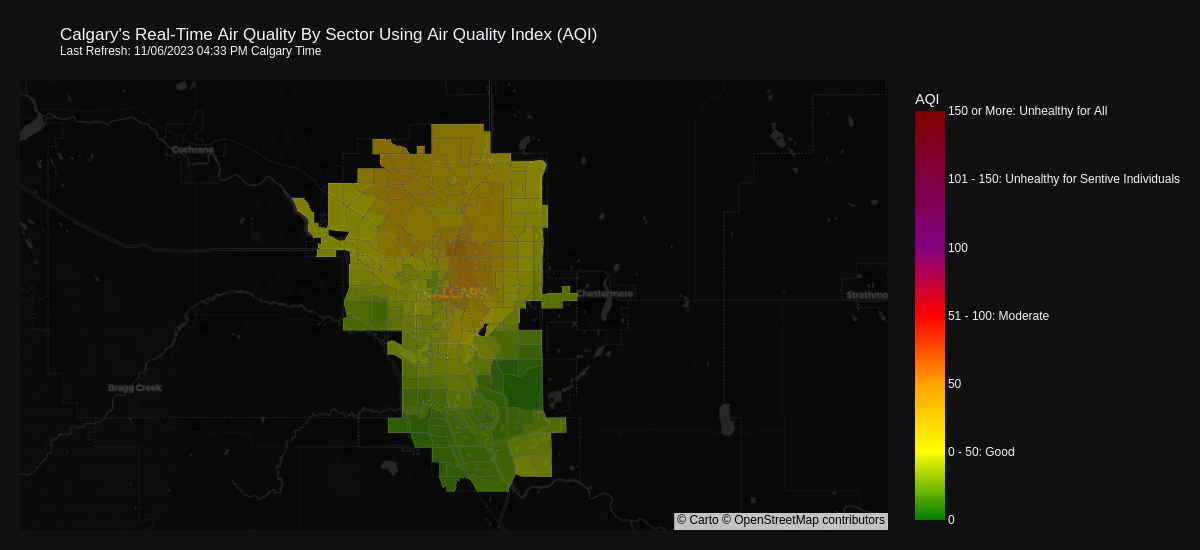 Calgary's Real-Time Air Quality By Sector Using Air Quality Index (AQI)
Last Refresh: 11/06/2023 04:33 PM Calgary Time
AQI
150 or More: Unhealthy for All
Cochrane
101 - 150: Unhealthy for Sentive Individuals
100
CALGARY
Chestermere
Strathmo
51 - 100: Moderate
50
Bragg Creek
0 - 50: Good
0
© Carto © OpenStreetMap contributors